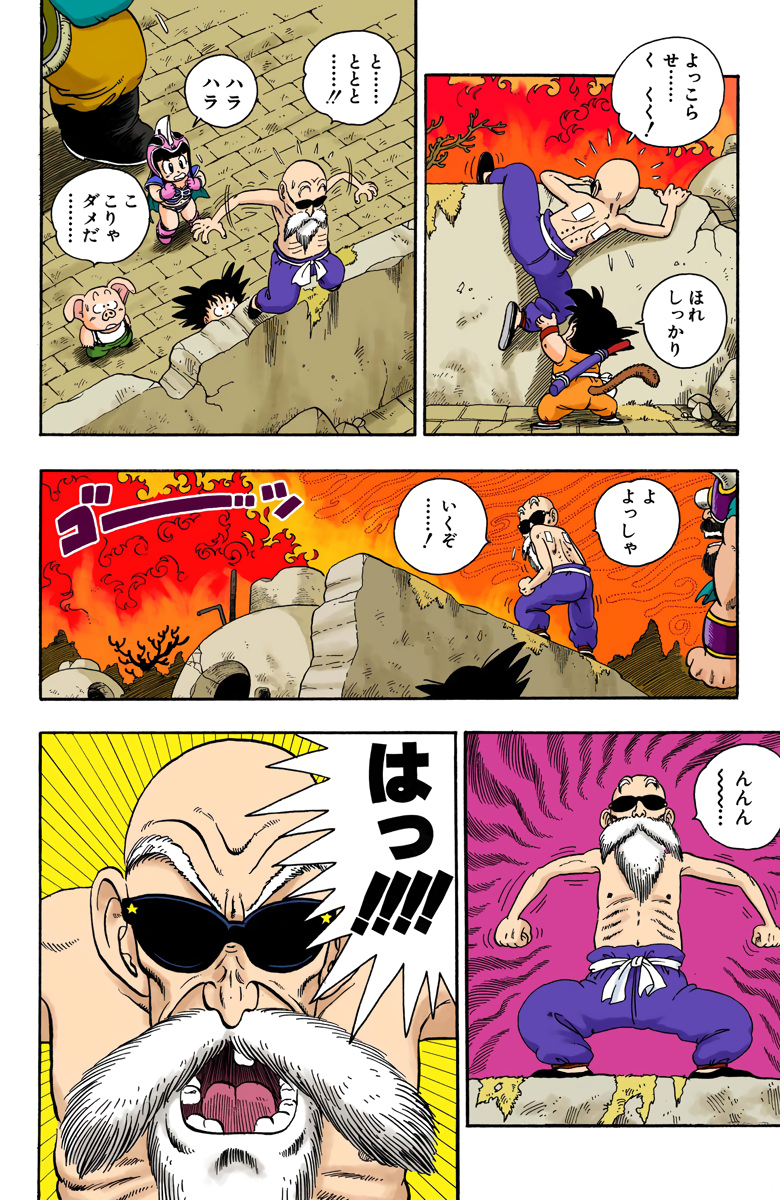 よっこら
せ……
く くく！
ほれ
しっかり
と……
ととと
……!!
ハラ
ハラ
こ
こりゃ
ダメだ
………
よ
よっしゃ
いくぞ
……！
ゴーーッ
んんん
〜〜〜…
はっ
!!!!